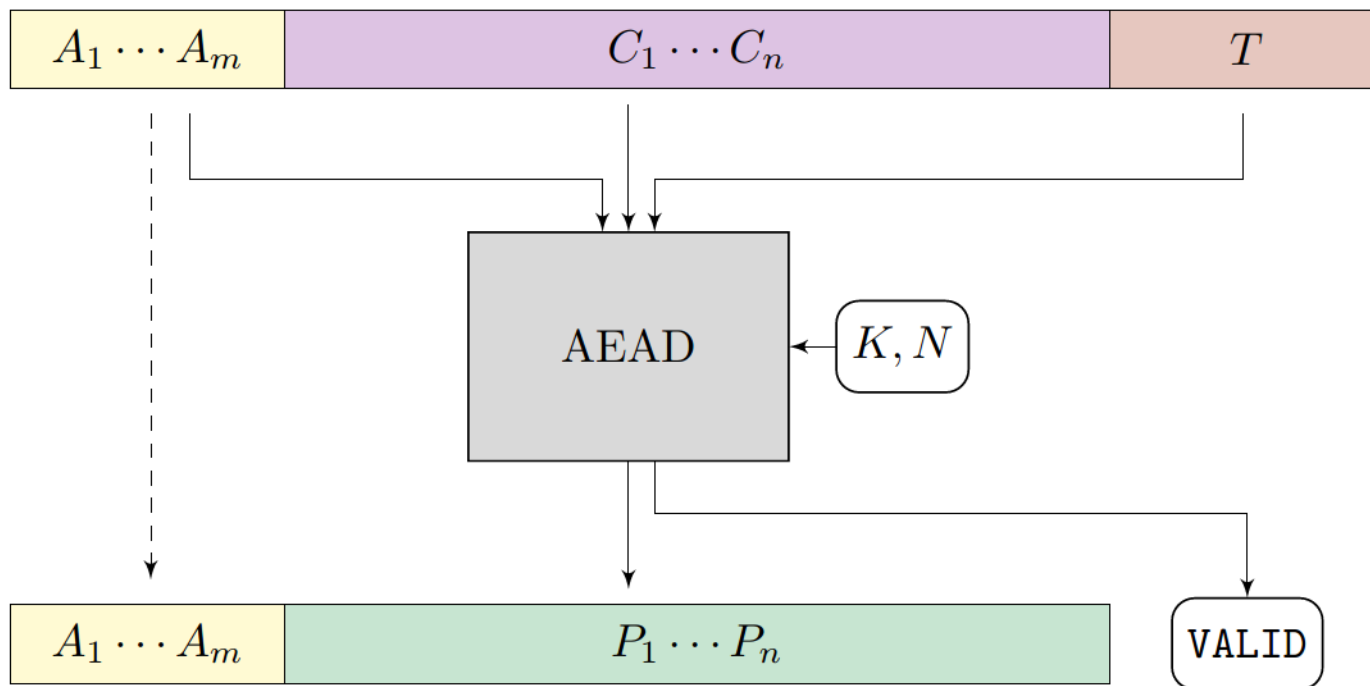 A₁ ⋯ Aₘ C₁ ⋯ Cₙ T
AEAD K, N
A₁ ⋯ Aₘ P₁ ⋯ Pₙ VALID